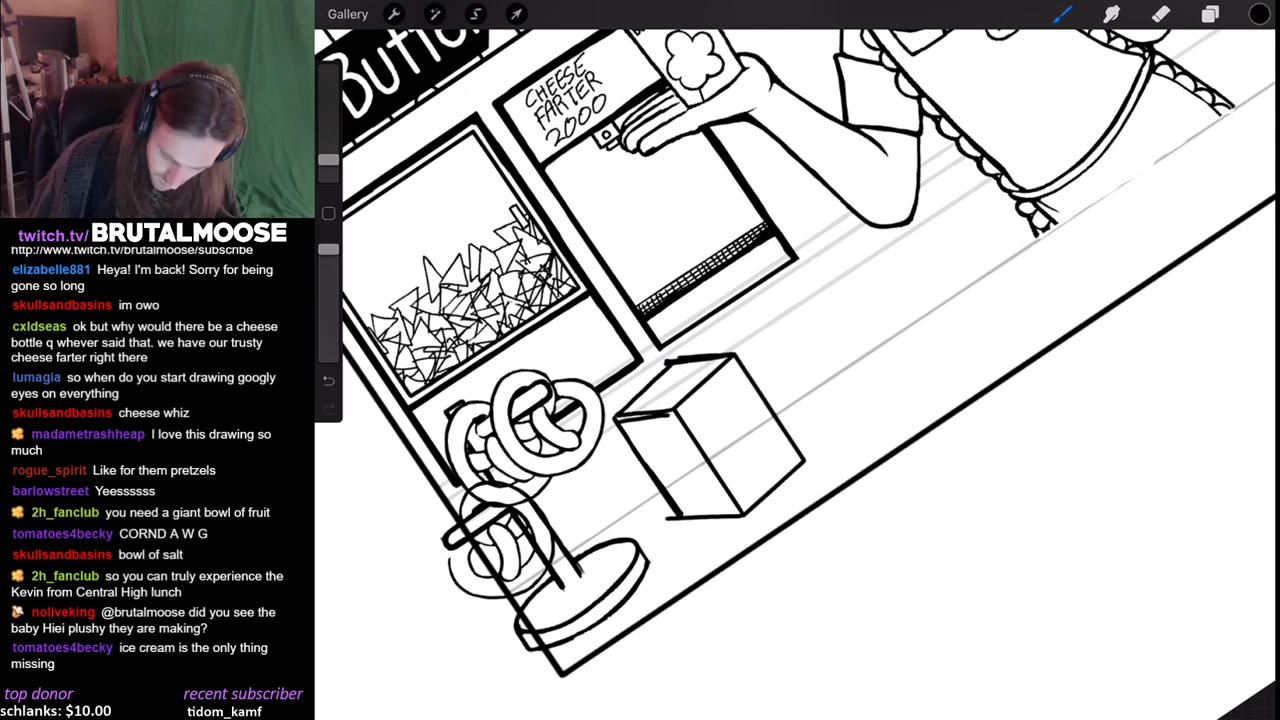 Gallery
Butto
CHEESE
FARTER
2000
twitch.tv/BRUTALMOOSE
http://www.twitch.tv/brutalmoose/subscribe
elizabelle881 Heya! I'm back! Sorry for being
gone so long
skullsandbasins im owo
cxldseas ok but why would there be a cheese
bottle q whever said that. we have our trusty
cheese farter right there
lumagia so when do you start drawing googly
eyes on everything
skullsandbasins cheese whiz
madametrashheap I love this drawing so
much
rogue_spirit Like for them pretzels
barlowstreet Yeessssss
2h_fanclub you need a giant bowl of fruit
tomatoes4becky CORND A W G
skullsandbasins bowl of salt
2h_fanclub so you can truly experience the
Kevin from Central High lunch
noliveking @brutalmoose did you see the
baby Hiei plushy they are making?
tomatoes4becky ice cream is the only thing
missing
top donor recent subscriber
schlanks: $10.00 tidom_kamf